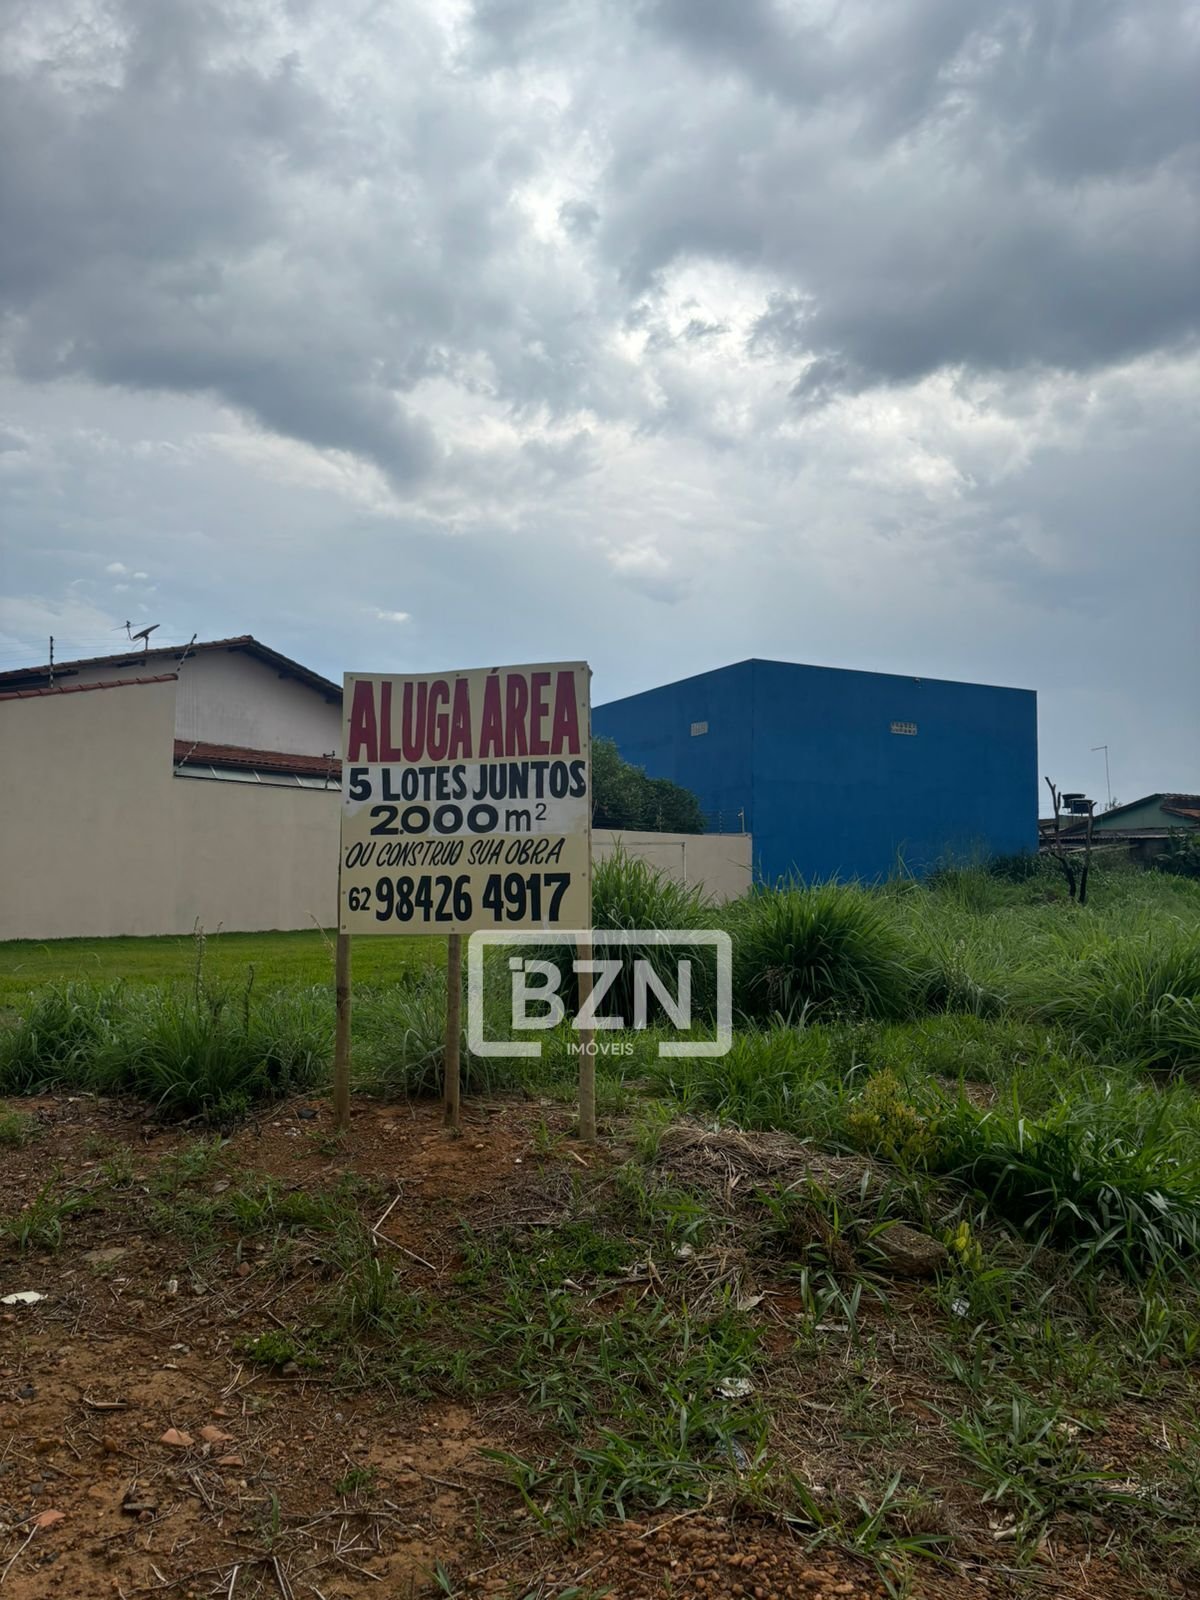 ALUGA ÁREA
5 LOTES JUNTOS
2.000 m²
OU CONSTRUO SUA OBRA
62 98426 4917
BZN
IMÓVEIS